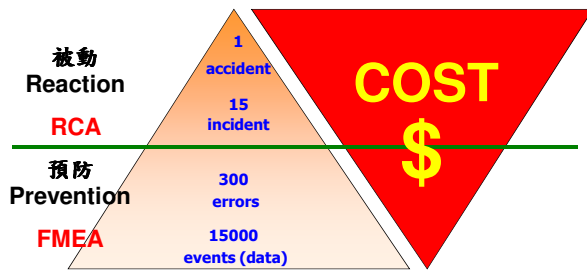 被動
Reaction
RCA
預防
Prevention
FMEA
1
accident
15
incident
300
errors
15000
events (data)
COST
$